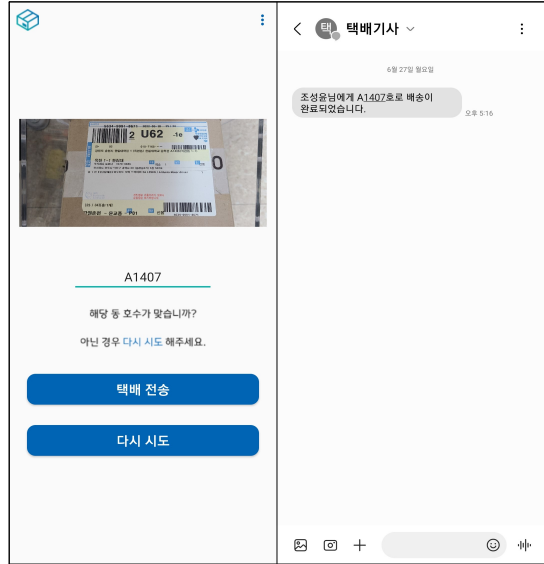 2 U62 -1e
A1407
해당 동 호수가 맞습니까?
아닌 경우 다시 시도 해주세요.
택배 전송
다시 시도
택
택배기사
6월 27일 월요일
조성윤님에게 A1407호로 배송이
완료되었습니다.
오후 5:16